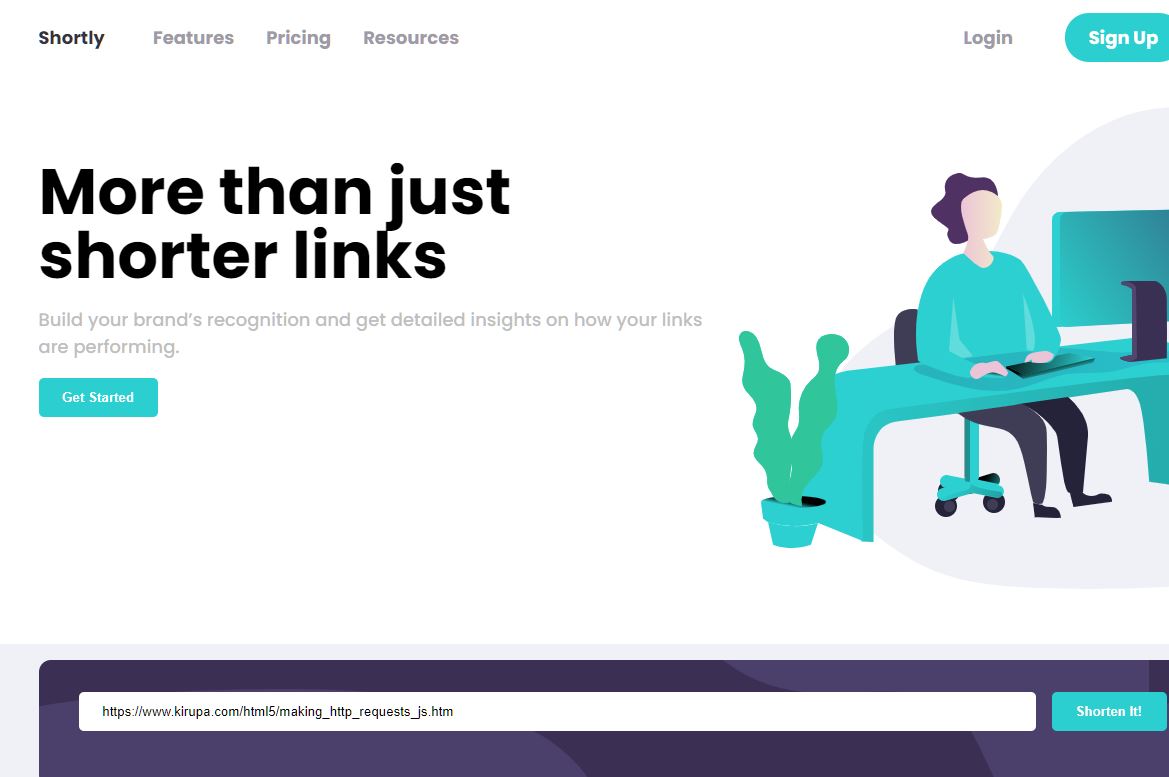 Shortly Features Pricing Resources Login Sign Up
More than just
shorter links
Build your brand’s recognition and get detailed insights on how your links
are performing.
Get Started
https://www.kirupa.com/html5/making_http_requests_js.htm Shorten It!